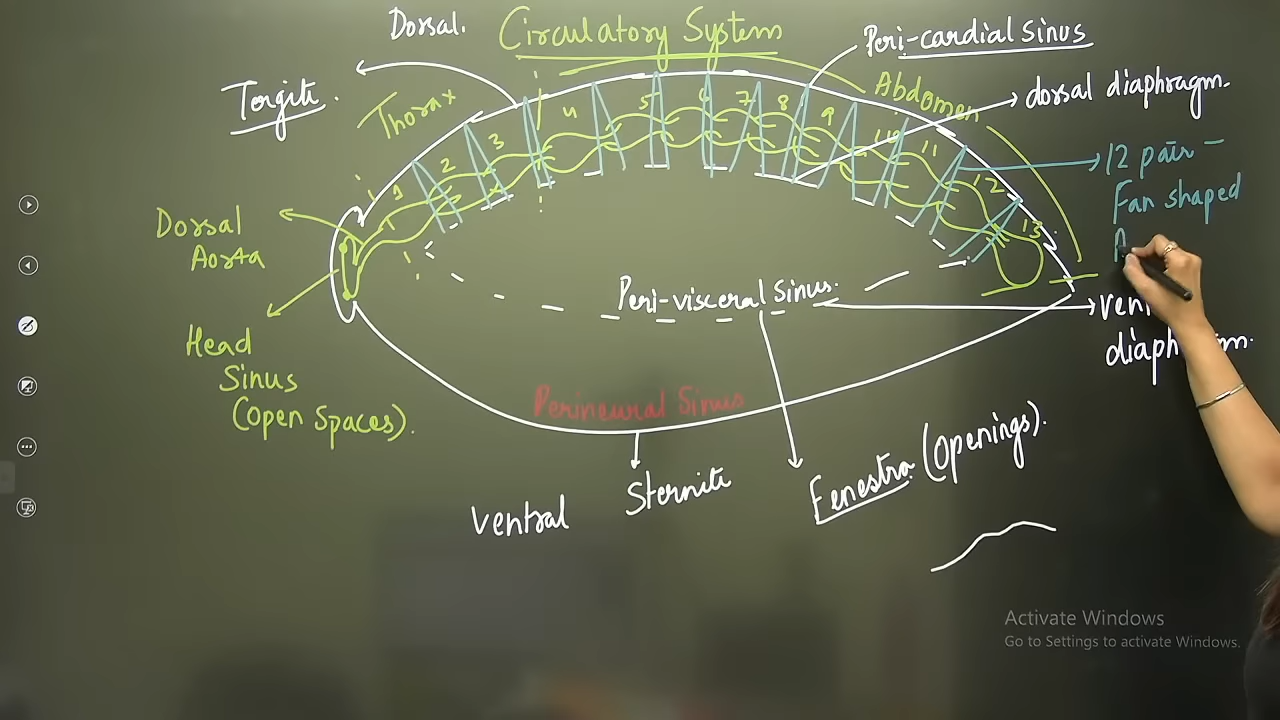 Dorsal.
Circulatory System
Peri-cardial Sinus
Tergite.
Thorax
Abdomen
dorsal diaphragm.
12 pair -
Fan shaped
A
1 2 3 4 5 6 7 8 9 10 11 12 13
Dorsal
Aorta
Peri-visceral Sinus.
ven
diaph m.
Head
Sinus
(Open Spaces).
Perineural Sinus
Fenestra (Openings).
Sternite
Ventral
Activate Windows
Go to Settings to activate Windows.